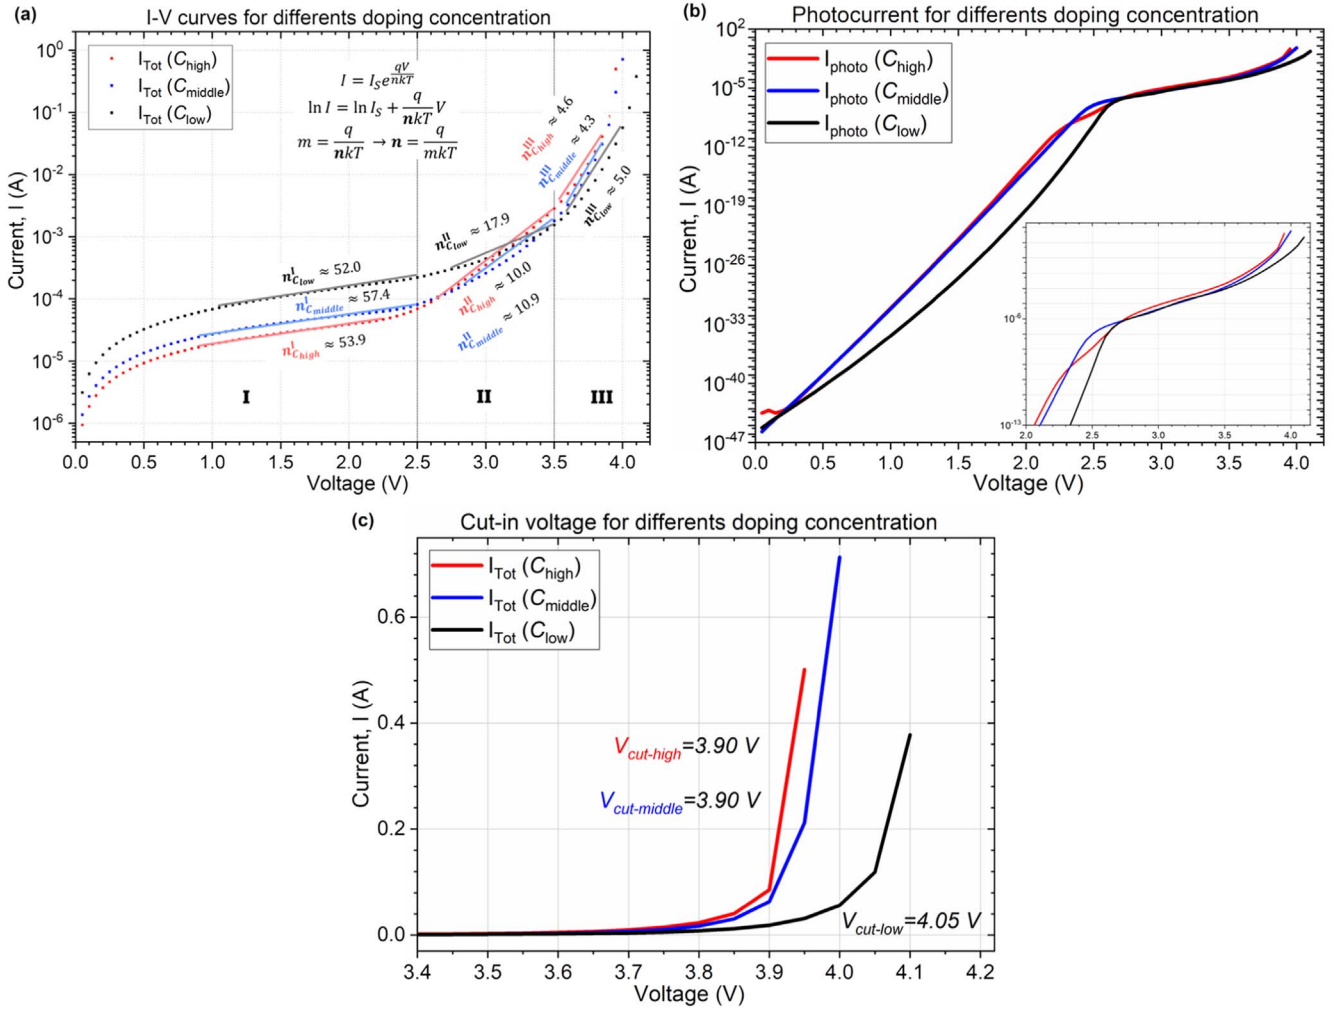 (a)
I-V curves for differents doping concentration
10⁰
10⁻¹
10⁻²
10⁻³
10⁻⁴
10⁻⁵
10⁻⁶
Current, I (A)
I_Tot (C_high)
I_Tot (C_middle)
I_Tot (C_low)
I = I_S e^{qV/nkT}
ln I = ln I_S + q/nkT V
m = q/nkT → n = q/mkT
n^III_C_high ≈ 4.6
n^III_C_middle ≈ 4.3
n^III_C_low ≈ 5.0
n^II_C_low ≈ 17.9
n^II_C_high ≈ 10.0
n^II_C_middle ≈ 10.9
n^I_C_low ≈ 52.0
n^I_C_middle ≈ 57.4
n^I_C_high ≈ 53.9
I II III
0.0 0.5 1.0 1.5 2.0 2.5 3.0 3.5 4.0
Voltage (V)
(b)
Photocurrent for differents doping concentration
10²
10⁻⁵
10⁻¹²
10⁻¹⁹
10⁻²⁶
10⁻³³
10⁻⁴⁰
10⁻⁴⁷
Current, I (A)
I_photo (C_high)
I_photo (C_middle)
I_photo (C_low)
10⁻⁶
10⁻¹³
2.0 2.5 3.0 3.5 4.0
0.0 0.5 1.0 1.5 2.0 2.5 3.0 3.5 4.0
Voltage (V)
(c)
Cut-in voltage for differents doping concentration
0.6
0.4
0.2
0.0
Current, I (A)
I_Tot (C_high)
I_Tot (C_middle)
I_Tot (C_low)
V_cut-high=3.90 V
V_cut-middle=3.90 V
V_cut-low=4.05 V
3.4 3.5 3.6 3.7 3.8 3.9 4.0 4.1 4.2
Voltage (V)